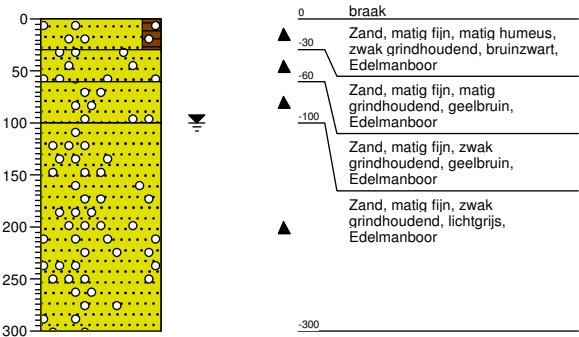 0
50
100
150
200
250
300
0
braak
Zand, matig fijn, matig humeus,
zwak grindhoudend, bruinzwart,
Edelmanboor
-30
Zand, matig fijn, matig
grindhoudend, geelbruin,
Edelmanboor
-60
Zand, matig fijn, zwak
grindhoudend, geelbruin,
Edelmanboor
-100
Zand, matig fijn, zwak
grindhoudend, lichtgrijs,
Edelmanboor
-300